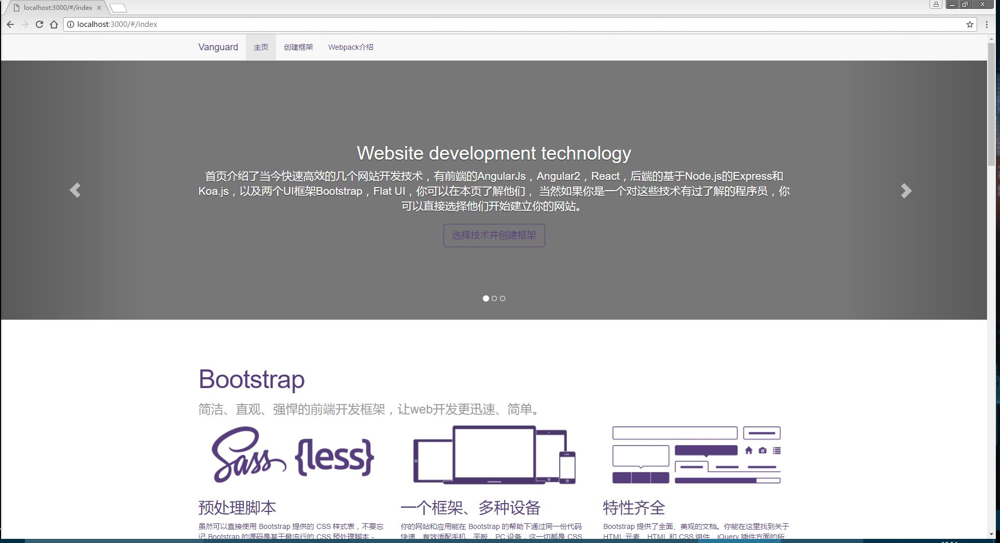 localhost:3000/#/index
localhost:3000/#/index
Vanguard 主页 创建框架 Webpack介绍
Website development technology
首页介绍了当今快速高效的几个网站开发技术，有前端的AngularJs，Angular2，React，后端的基于Node.js的Express和
Koa.js，以及两个UI框架Bootstrap，Flat UI，你可以在本页了解他们， 当然如果你是一个对这些技术有过了解的程序员，你
可以直接选择他们开始建立你的网站。
选择技术并创建框架
Bootstrap
简洁、直观、强悍的前端开发框架，让web开发更迅速、简单。
Sass {less}
预处理脚本
虽然可以直接使用 Bootstrap 提供的 CSS 样式表，不要忘
记 Bootstrap 的源码是基于最流行的 CSS 预处理脚本 -
一个框架、多种设备
你的网站和应用能在 Bootstrap 的帮助下通过同一份代码
快速、有效适配手机、平板、PC 设备，这一切都是 CSS
特性齐全
Bootstrap 提供了全面、美观的文档。你能在这里找到关于
HTML 元素、HTML 和 CSS 组件、jQuery 插件方面的所